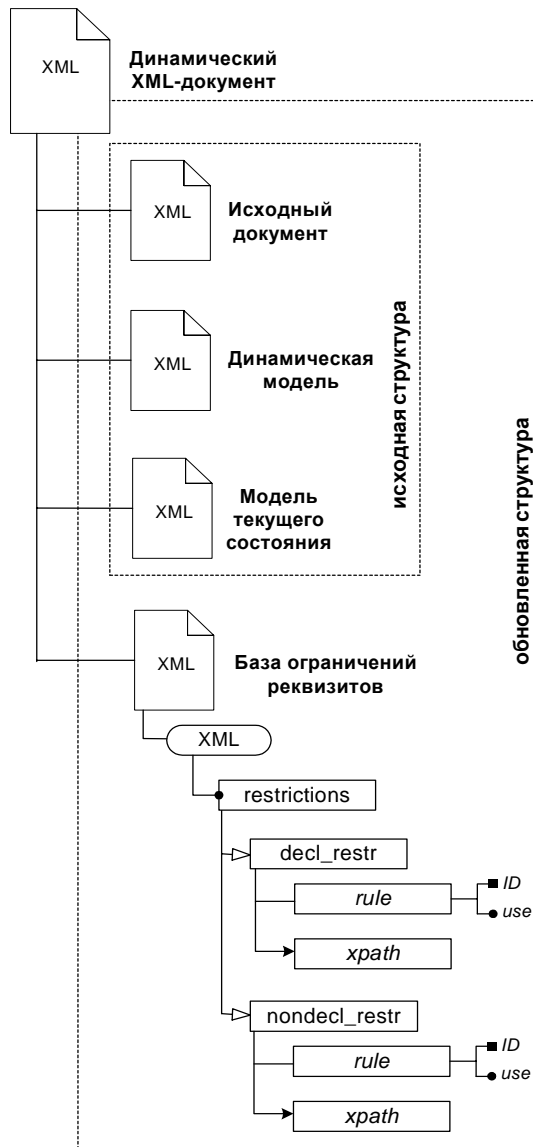 XML
Динамический
XML-документ
XML
Исходный
документ
XML
Динамическая
модель
XML
Модель
текущего
состояния
исходная структура
обновленная структура
XML
База ограничений
реквизитов
XML
restrictions
decl_restr
rule
ID
use
xpath
nondecl_restr
rule
ID
use
xpath